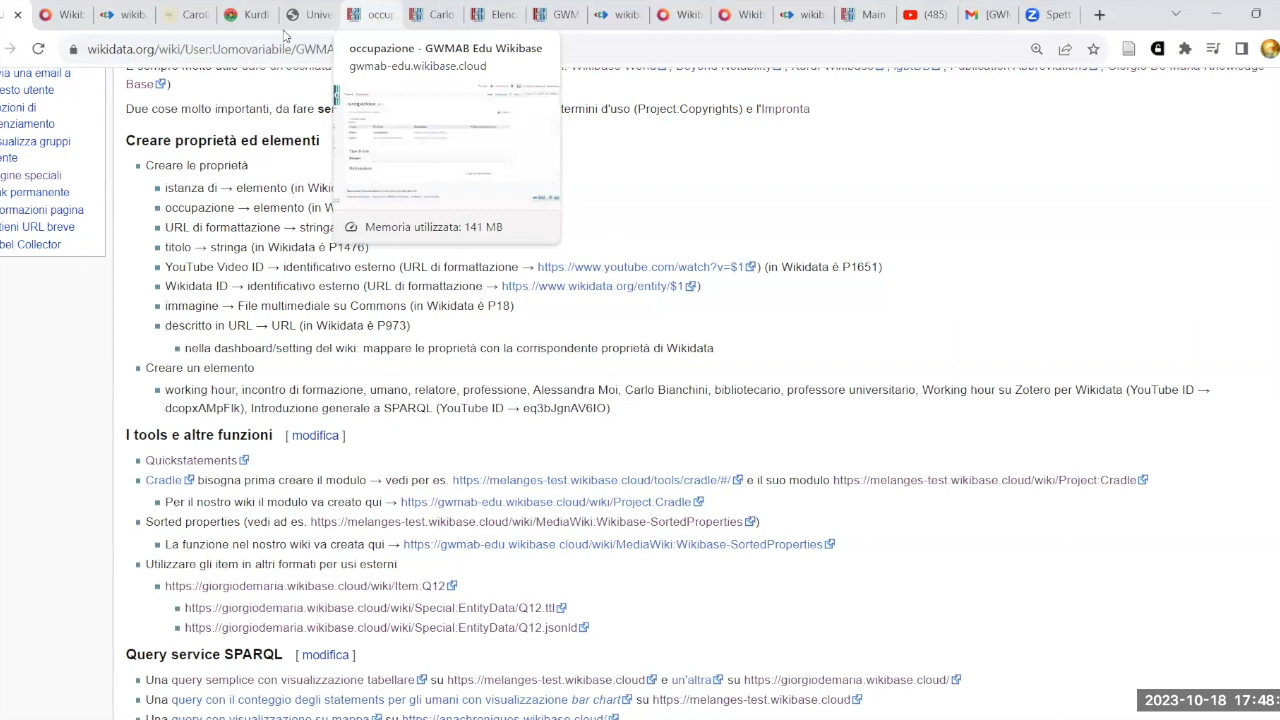 wikib
Carol
Kurdi
Unive
occup
Carlo
Elenc
GWM
wikib
Wikib
Wikib
wikib
Main
(485)
[GWM
Spett
wikidata.org/wiki/User:Uomovariabile/GWMA
occupazione - GWMAB Edu Wikibase
gwmab-edu.wikibase.cloud
Memoria utilizzata: 141 MB
via una email a
esto utente
zioni di
enziamento
sualizza gruppi
ente
gine speciali
nk permanente
formazioni pagina
tieni URL breve
bel Collector
Base)
Due cose molto importanti da fare se
termini d'uso (Project:Copyrights) e l'Impronta
Creare proprietà ed elementi
Creare le proprietà
istanza di → elemento (in Wiki
occupazione → elemento (in W
URL di formattazione → stringa
titolo → stringa (in Wikidata è P1476)
YouTube Video ID → identificativo esterno (URL di formattazione → https://www.youtube.com/watch?v=$1) (in Wikidata è P1651)
Wikidata ID → identificativo esterno (URL di formattazione → https://www.wikidata.org/entity/$1)
immagine → File multimediale su Commons (in Wikidata è P18)
descritto in URL → URL (in Wikidata è P973)
nella dashboard/setting del wiki: mappare le proprietà con la corrispondente proprietà di Wikidata
Creare un elemento
working hour, incontro di formazione, umano, relatore, professione, Alessandra Moi, Carlo Bianchini, bibliotecario, professore universitario, Working hour su Zotero per Wikidata (YouTube ID →
dcopxAWpFlk), Introduzione generale a SPARQL (YouTube ID → eq3bJgnAV6IO)
I tools e altre funzioni [ modifica ]
Quickstatements
Cradle bisogna prima creare il modulo → vedi per es. https://melanges-test.wikibase.cloud/tools/cradle/#/ e il suo modulo https://melanges-test.wikibase.cloud/wiki/Project:Cradle
Per il nostro wiki il modulo va creato qui → https://gwmab-edu.wikibase.cloud/wiki/Project:Cradle
Sorted properties (vedi ad es. https://melanges-test.wikibase.cloud/wiki/MediaWiki:Wikibase-SortedProperties)
La funzione nel nostro wiki va creata qui → https://gwmab-edu.wikibase.cloud/wiki/MediaWiki:Wikibase-SortedProperties
Utilizzare gli item in altri formati per usi esterni
https://giorgiodemaria.wikibase.cloud/wiki/Item:Q12
https://giorgiodemaria.wikibase.cloud/wiki/Special:EntityData/Q12.ttl
https://giorgiodemaria.wikibase.cloud/wiki/Special:EntityData/Q12.jsonld
Query service SPARQL [ modifica ]
Una query semplice con visualizzazione tabellare su https://melanges-test.wikibase.cloud e un'altra su https://giorgiodemaria.wikibase.cloud/
Una query con il conteggio degli statements per gli umani con visualizzazione bar chart su https://melanges-test.wikibase.cloud
Una query con visualizzazione su mappa su https://anachroniques.wikibase.cloud/
2023-10-18 17:48: